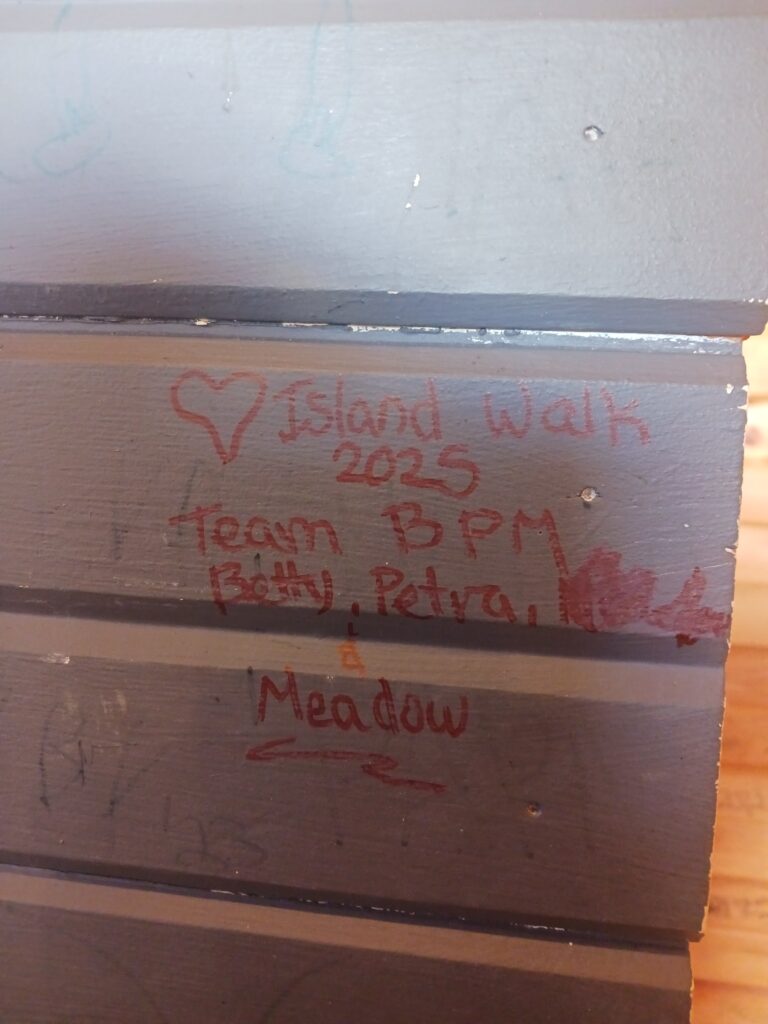 ♡ Island Walk
2025
Team BPM
Betty, Petra,
&
Meadow